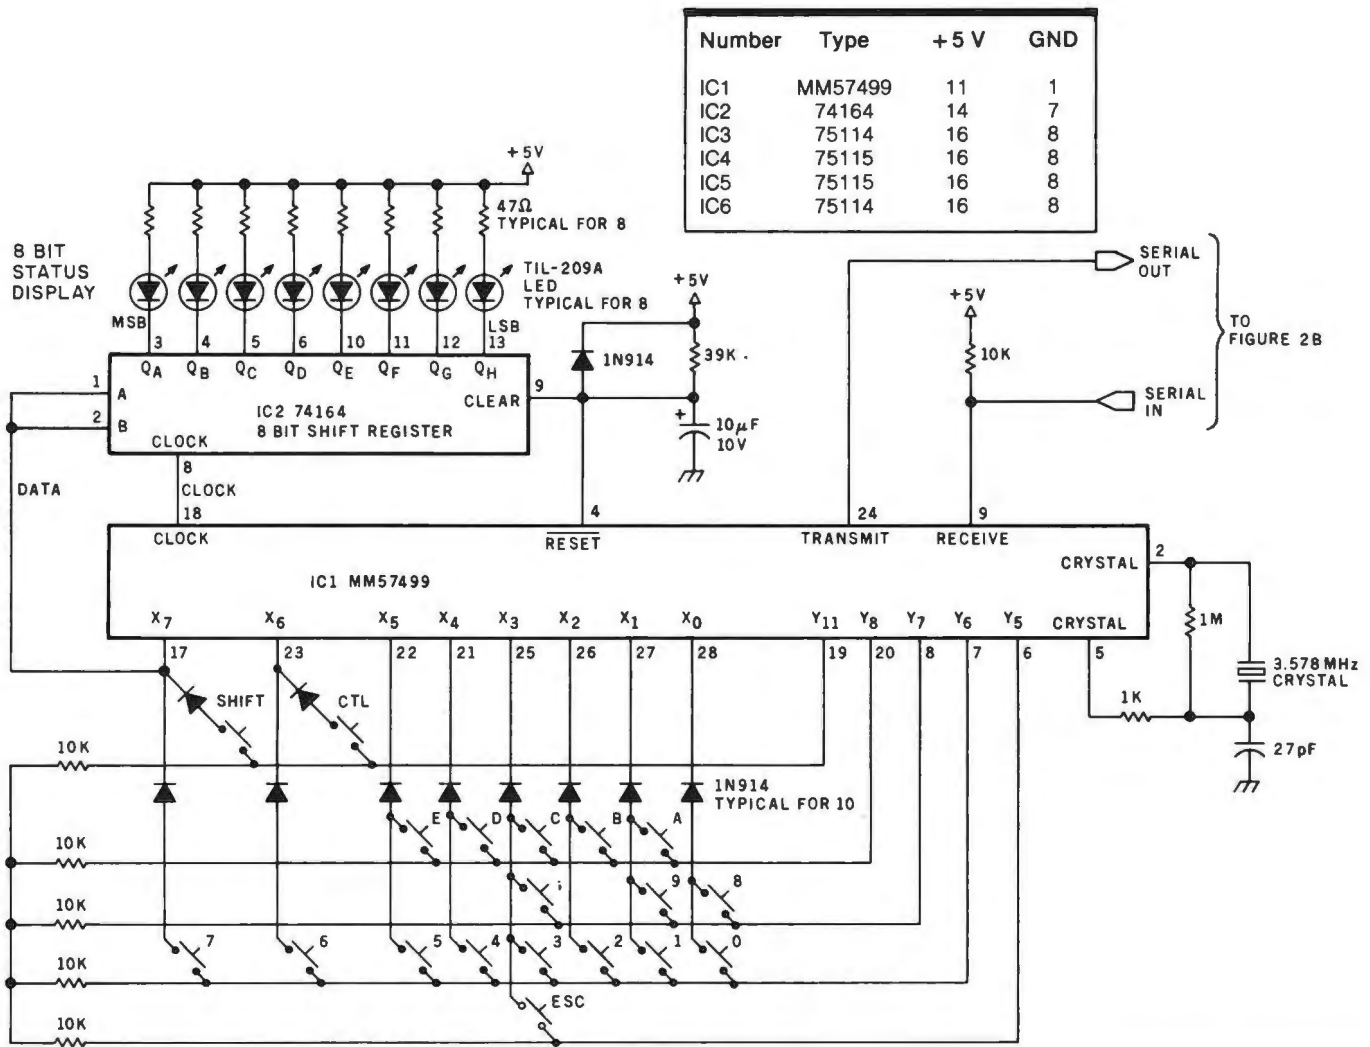 Number Type +5 V GND
IC1 MM57499 11 1
IC2 74164 14 7
IC3 75114 16 8
IC4 75115 16 8
IC5 75115 16 8
IC6 75114 16 8
+5V
47Ω
TYPICAL FOR 8
8 BIT
STATUS
DISPLAY
TIL-209A
LED
TYPICAL FOR 8
MSB
LSB
3 4 5 6 10 11 12 13
QA QB QC QD QE QF QG QH
1 A
2 B
IC2 74164
8 BIT SHIFT REGISTER
CLEAR 9
CLOCK
8
+5V
1N914
39K
+
10μF
10V
SERIAL
OUT
+5V
10K
SERIAL
IN
TO
FIGURE 2B
DATA
CLOCK
18
4
24
9
CLOCK
RESET
TRANSMIT
RECEIVE
CRYSTAL 2
IC1 MM57499
X7 X6 X5 X4 X3 X2 X1 X0 Y11 Y8 Y7 Y6 Y5 CRYSTAL
17 23 22 21 25 26 27 28 19 20 8 7 6 5
1M
3.578MHz
CRYSTAL
1K
27pF
SHIFT
CTL
10K
1N914
TYPICAL FOR 10
E D C B A
10K
; 9 8
10K
7 6 5 4 3 2 1 0
10K
ESC
10K